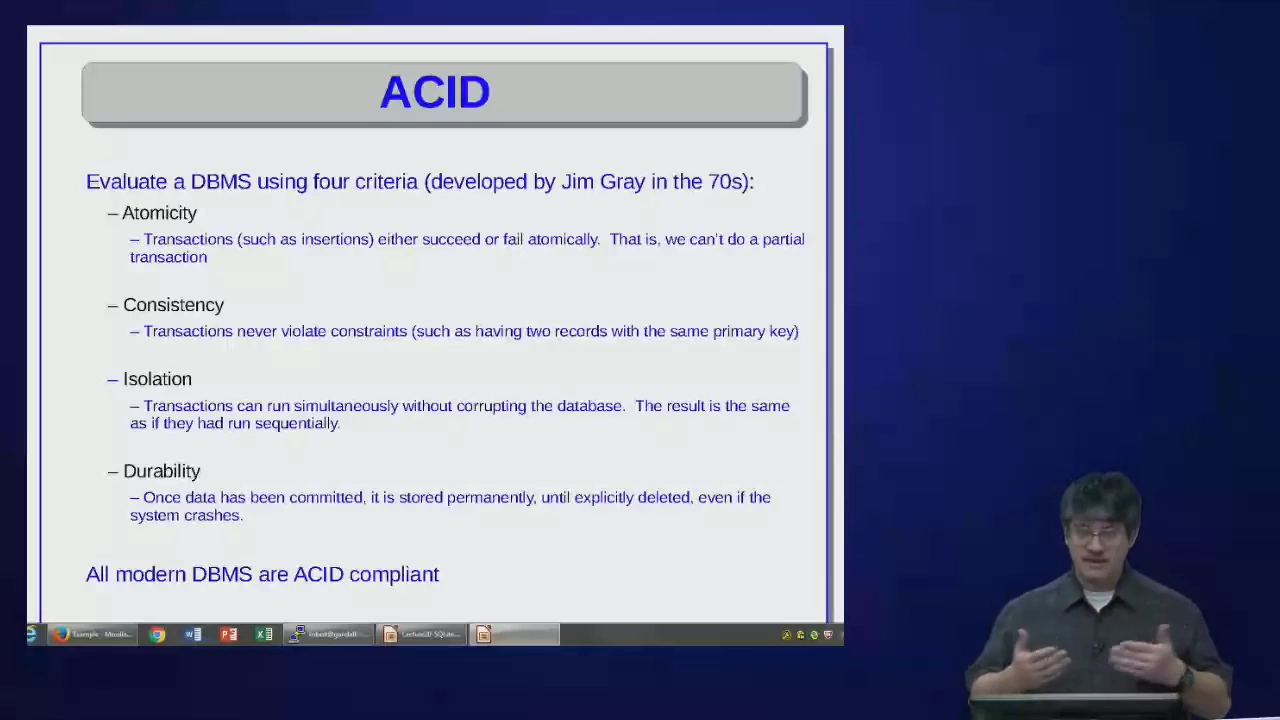 ACID
Evaluate a DBMS using four criteria (developed by Jim Gray in the 70s):
– Atomicity
– Transactions (such as insertions) either succeed or fail atomically. That is, we can't do a partial
transaction
– Consistency
– Transactions never violate constraints (such as having two records with the same primary key)
– Isolation
– Transactions can run simultaneously without corrupting the database. The result is the same
as if they had run sequentially.
– Durability
– Once data has been committed, it is stored permanently, until explicitly deleted, even if the
system crashes.
All modern DBMS are ACID compliant
Example - Mozilla...